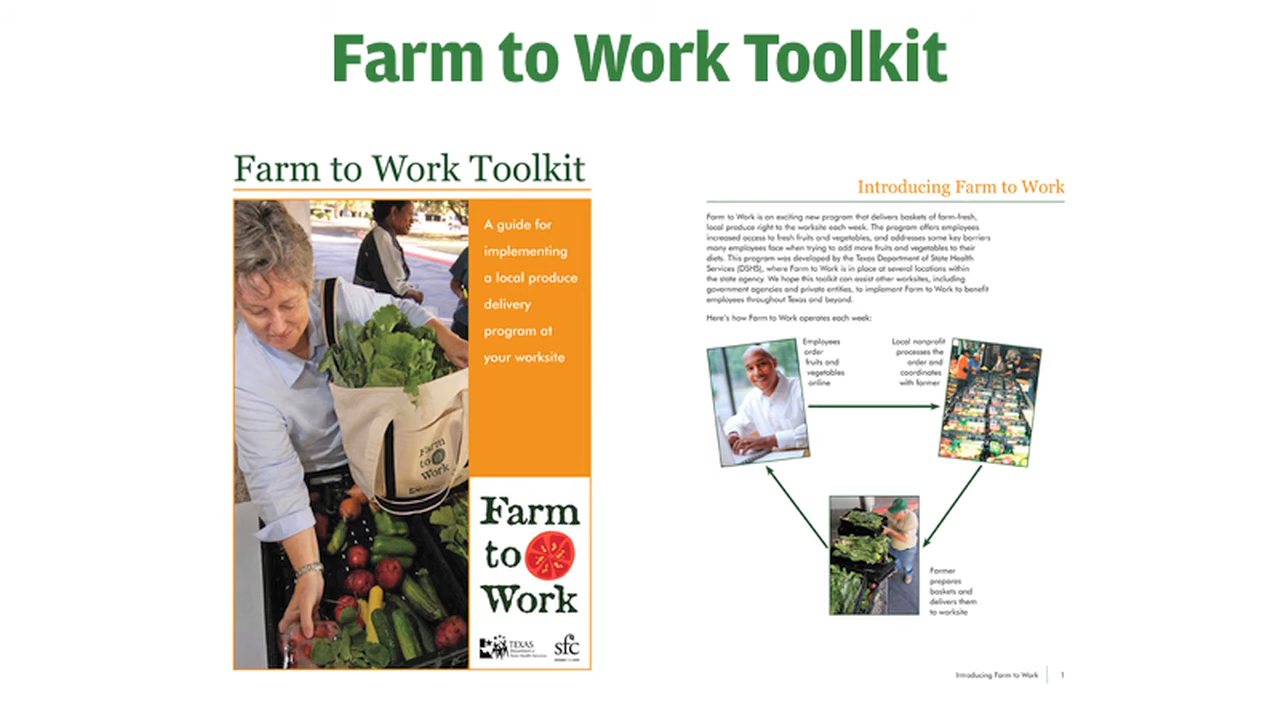 Farm to Work Toolkit
Farm to Work Toolkit
A guide for
implementing
a local produce
delivery
program at
your worksite
Farm
to
Work
Farm
to
Work
TEXAS
Department of
State Health Services
sfc
Introducing Farm to Work
Farm to Work is an exciting new program that delivers baskets of farm-fresh,
local produce right to the worksite each week. The program offers employees
increased access to fresh fruits and vegetables, and addresses some key barriers
many employees face when trying to add more fruits and vegetables to their
diets. This program was developed by the Texas Department of State Health
Services (DSHS), where Farm to Work is in place at several locations within
the state agency. We hope this toolkit can assist other worksites, including
government agencies and private entities, to implement Farm to Work to benefit
employees throughout Texas and beyond.
Here's how Farm to Work operates each week:
Employees
order
fruits and
vegetables
online
Local nonprofit
processes the
order and
coordinates
with farmer
Farmer
prepares
baskets and
delivers them
to worksite
Introducing Farm to Work 1